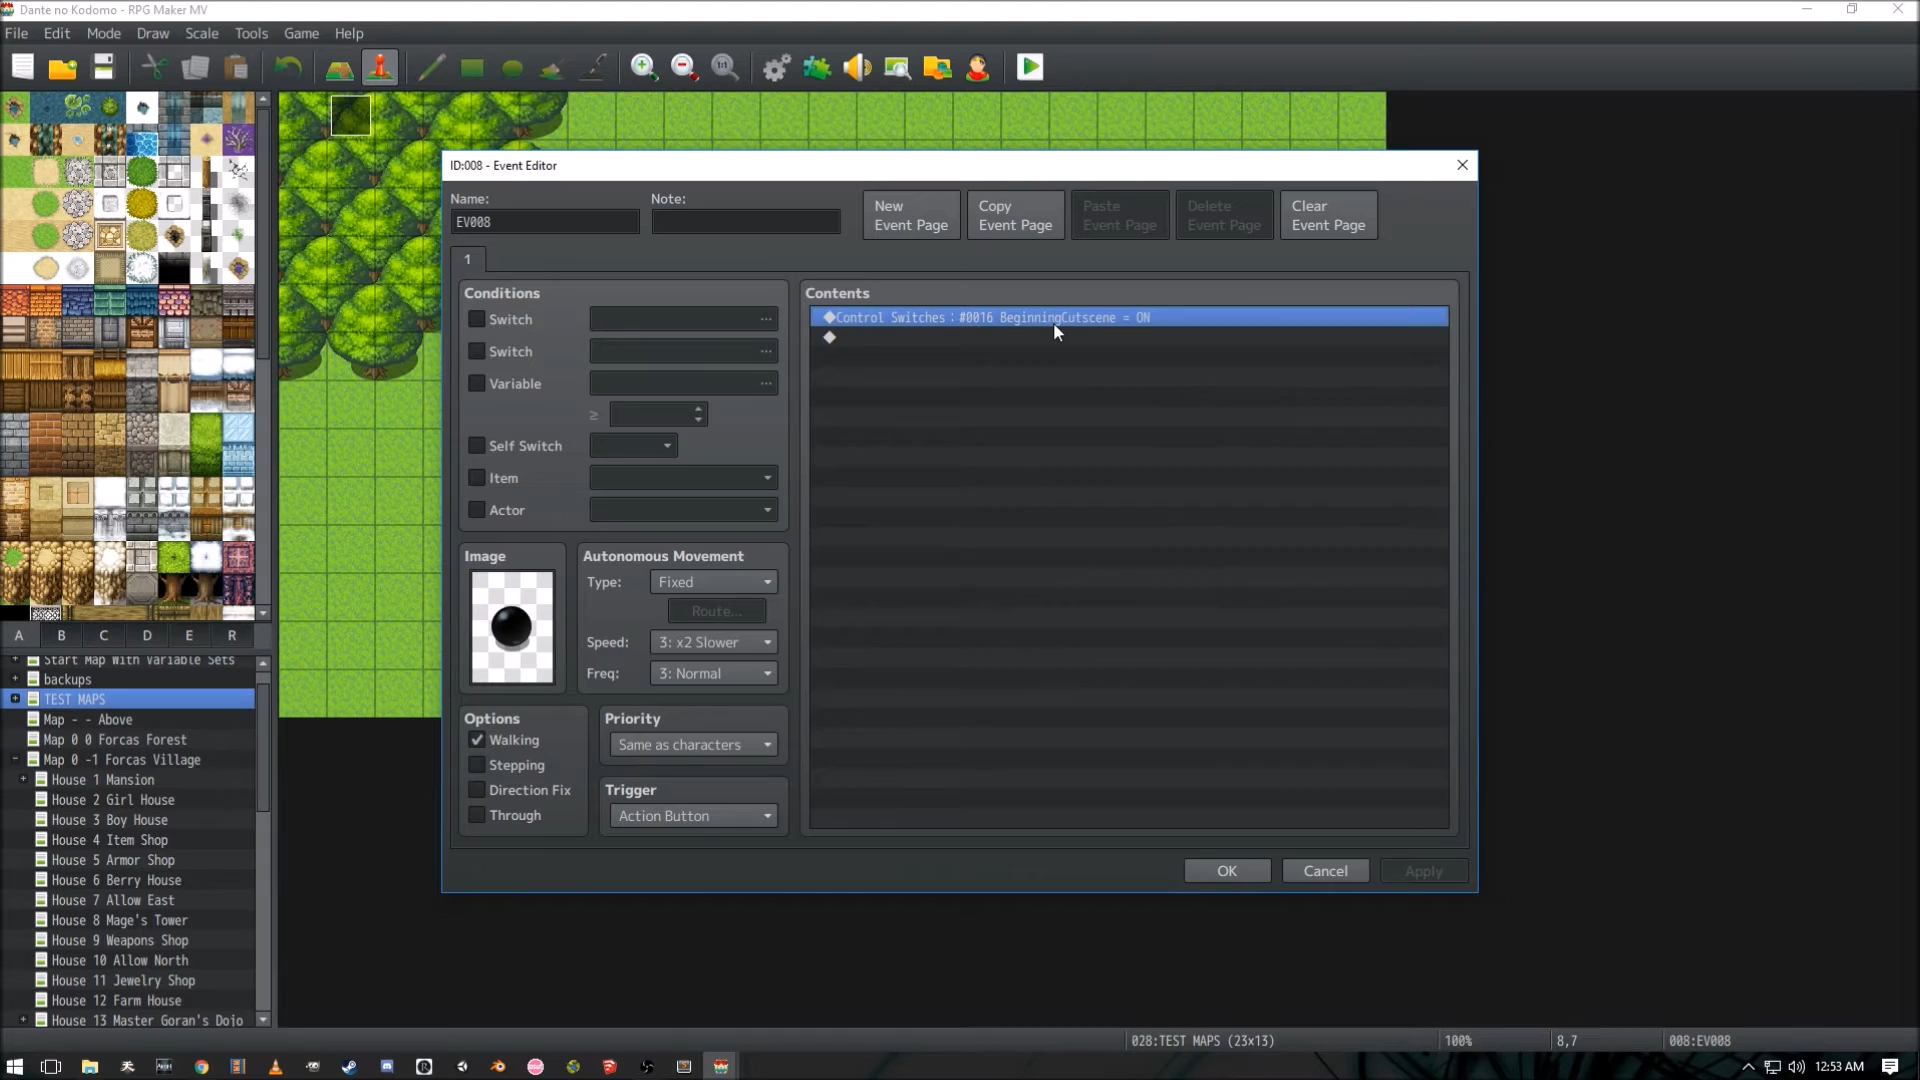 Dante no Kodomo - RPG Maker MV
File Edit Mode Draw Scale Tools Game Help
ID:008 - Event Editor
Name:
Note:
EV008
New
Event Page
Copy
Event Page
Paste
Event Page
Delete
Event Page
Clear
Event Page
1
Conditions
Switch
Switch
Variable
≥
Self Switch
Item
Actor
Contents
◆Control Switches : #0016 BeginningCutscene = ON
◆
Image
Autonomous Movement
Type: Fixed
Route...
Speed: 3: x2 Slower
Freq: 3: Normal
Options
Walking
Stepping
Direction Fix
Through
Priority
Same as characters
Trigger
Action Button
OK
Cancel
Apply
A B C D E R
Start Map With Variable Sets
backups
TEST MAPS
Map - - Above
Map 0 0 Forcas Forest
Map 0 -1 Forcas Village
House 1 Mansion
House 2 Girl House
House 3 Boy House
House 4 Item Shop
House 5 Armor Shop
House 6 Berry House
House 7 Allow East
House 8 Mage's Tower
House 9 Weapons Shop
House 10 Allow North
House 11 Jewelry Shop
House 12 Farm House
House 13 Master Goran's Dojo
028:TEST MAPS (23x13)
100%
8,7
008:EV008
12:53 AM